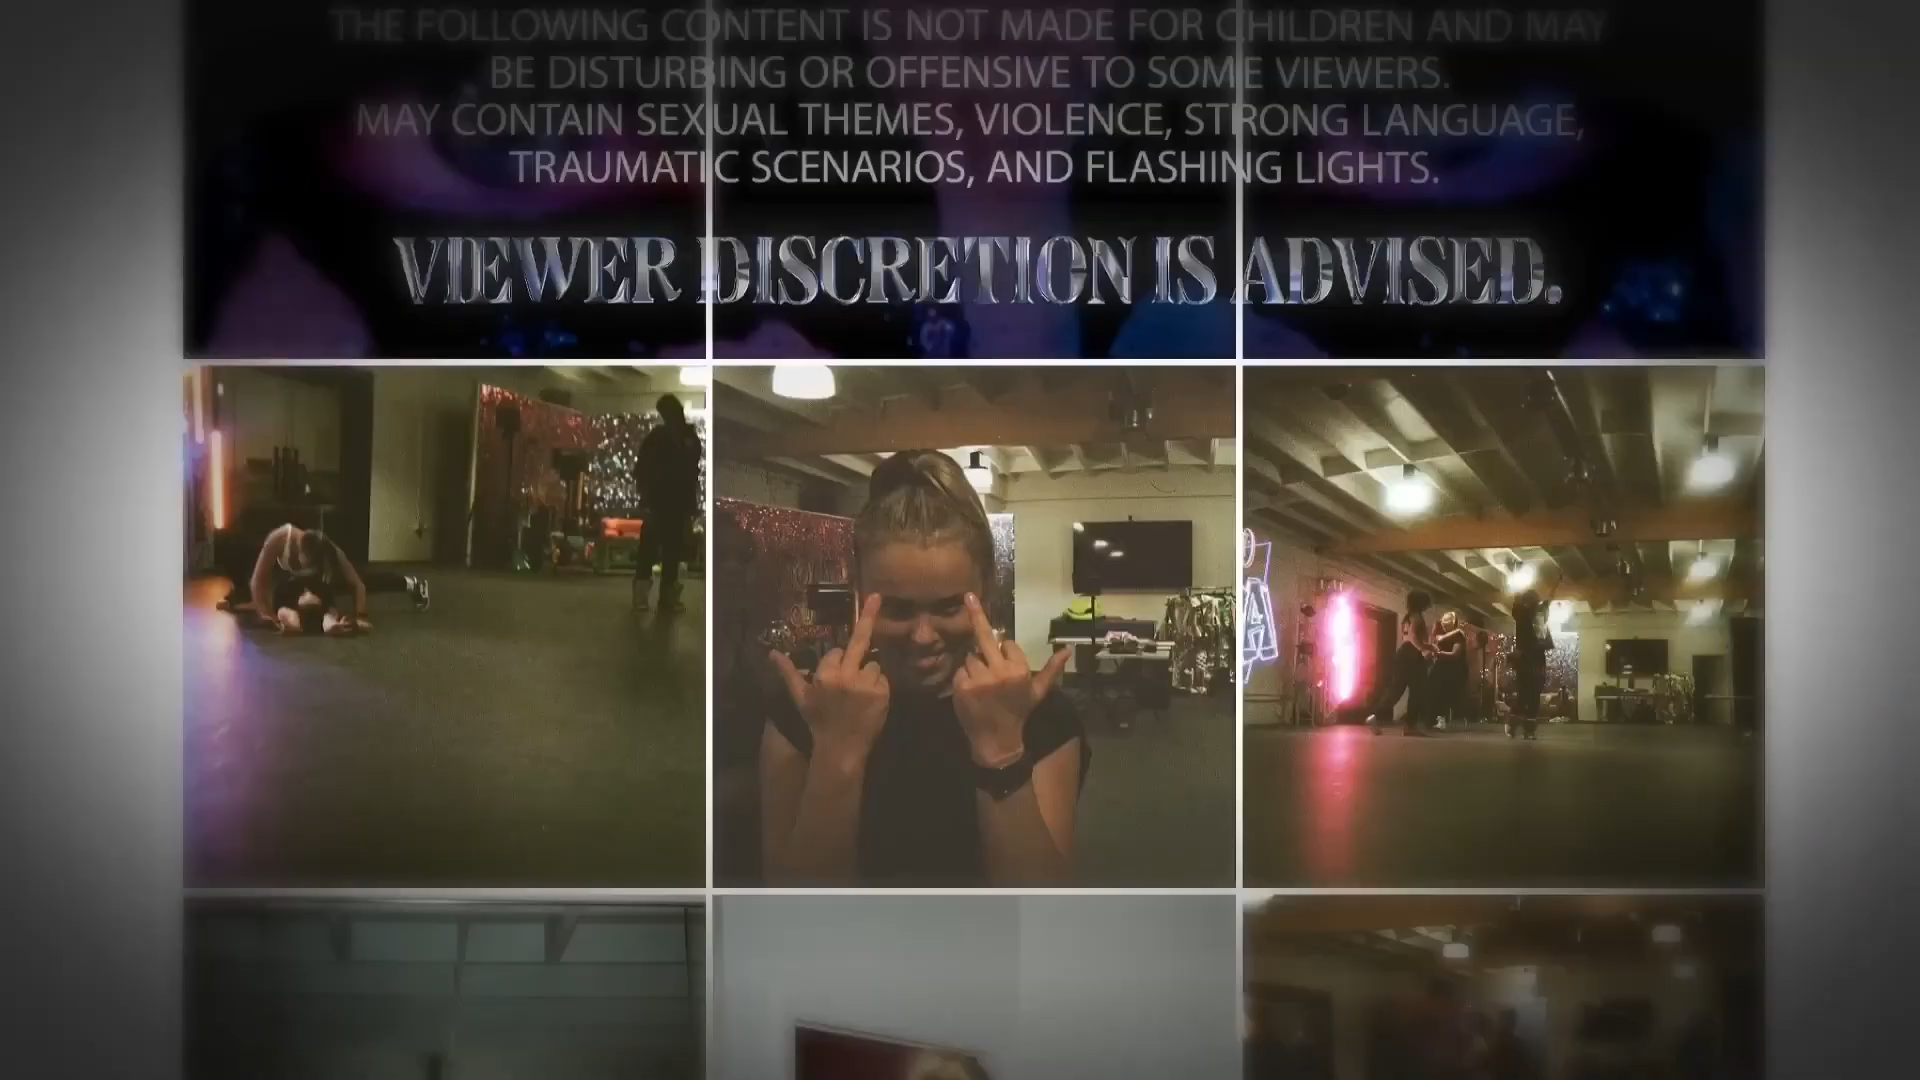 THE FOLLOWING CONTENT IS NOT MADE FOR CHILDREN AND MAY
BE DISTURBING OR OFFENSIVE TO SOME VIEWERS.
MAY CONTAIN SEXUAL THEMES, VIOLENCE, STRONG LANGUAGE,
TRAUMATIC SCENARIOS, AND FLASHING LIGHTS.
VIEWER DISCRETION IS ADVISED.